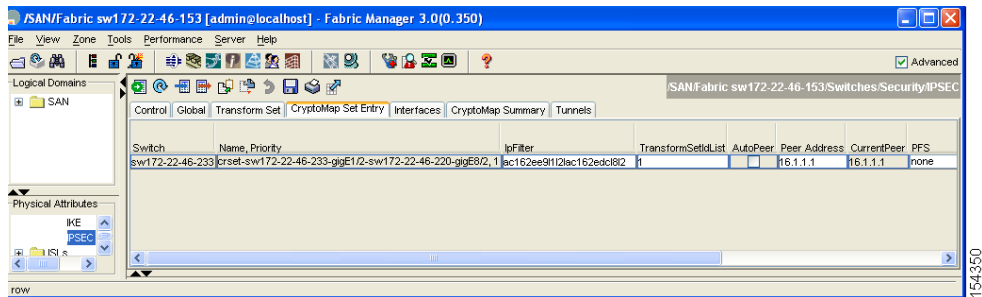 /SAN/Fabric sw172-22-46-153 [admin@localhost] - Fabric Manager 3.0(0.350)
File View Zone Tools Performance Server Help
Advanced
Logical Domains
SAN
/SAN/Fabric sw172-22-46-153/Switches/Security/IPSEC
Control Global Transform Set CryptoMap Set Entry Interfaces CryptoMap Summary Tunnels
Switch Name, Priority IpFilter TransformSetIdList AutoPeer Peer Address CurrentPeer PFS
sw172-22-46-233 crset-sw172-22-46-233-gigE1/2-sw172-22-46-220-gigE8/2, 1 1 16.1.1.1 16.1.1.1 none
Physical Attributes
IKE
IPSEC
ISLs
row
154350